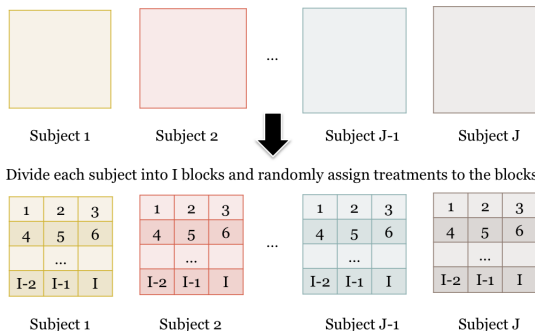 ...
Subject 1 Subject 2 Subject J-1 Subject J
Divide each subject into I blocks and randomly assign treatments to the blocks
1 2 3 1 2 3 1 2 3 1 2 3
4 5 6 4 5 6 4 5 6 4 5 6
...
... ... ... ...
I-2 I-1 I I-2 I-1 I I-2 I-1 I I-2 I-1 I
Subject 1 Subject 2 Subject J-1 Subject J